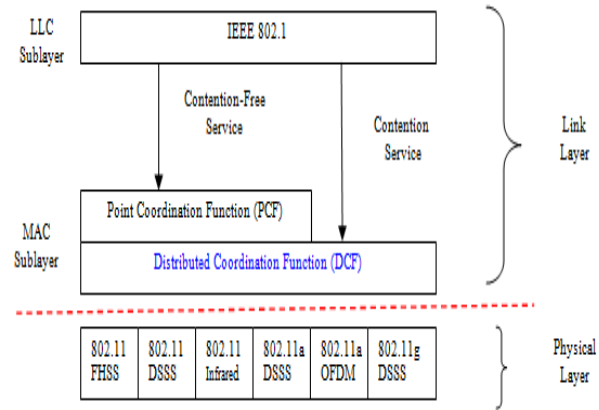 LLC
Sublayer
IEEE 802.1
Contention-Free
Service
Contention
Service
Link
Layer
MAC
Sublayer
Point Coordination Function (PCF)
Distributed Coordination Function (DCF)
802.11
FHSS
802.11
DSSS
802.11
Infrared
802.11a
DSSS
802.11a
OFDM
802.11g
DSSS
Physical
Layer